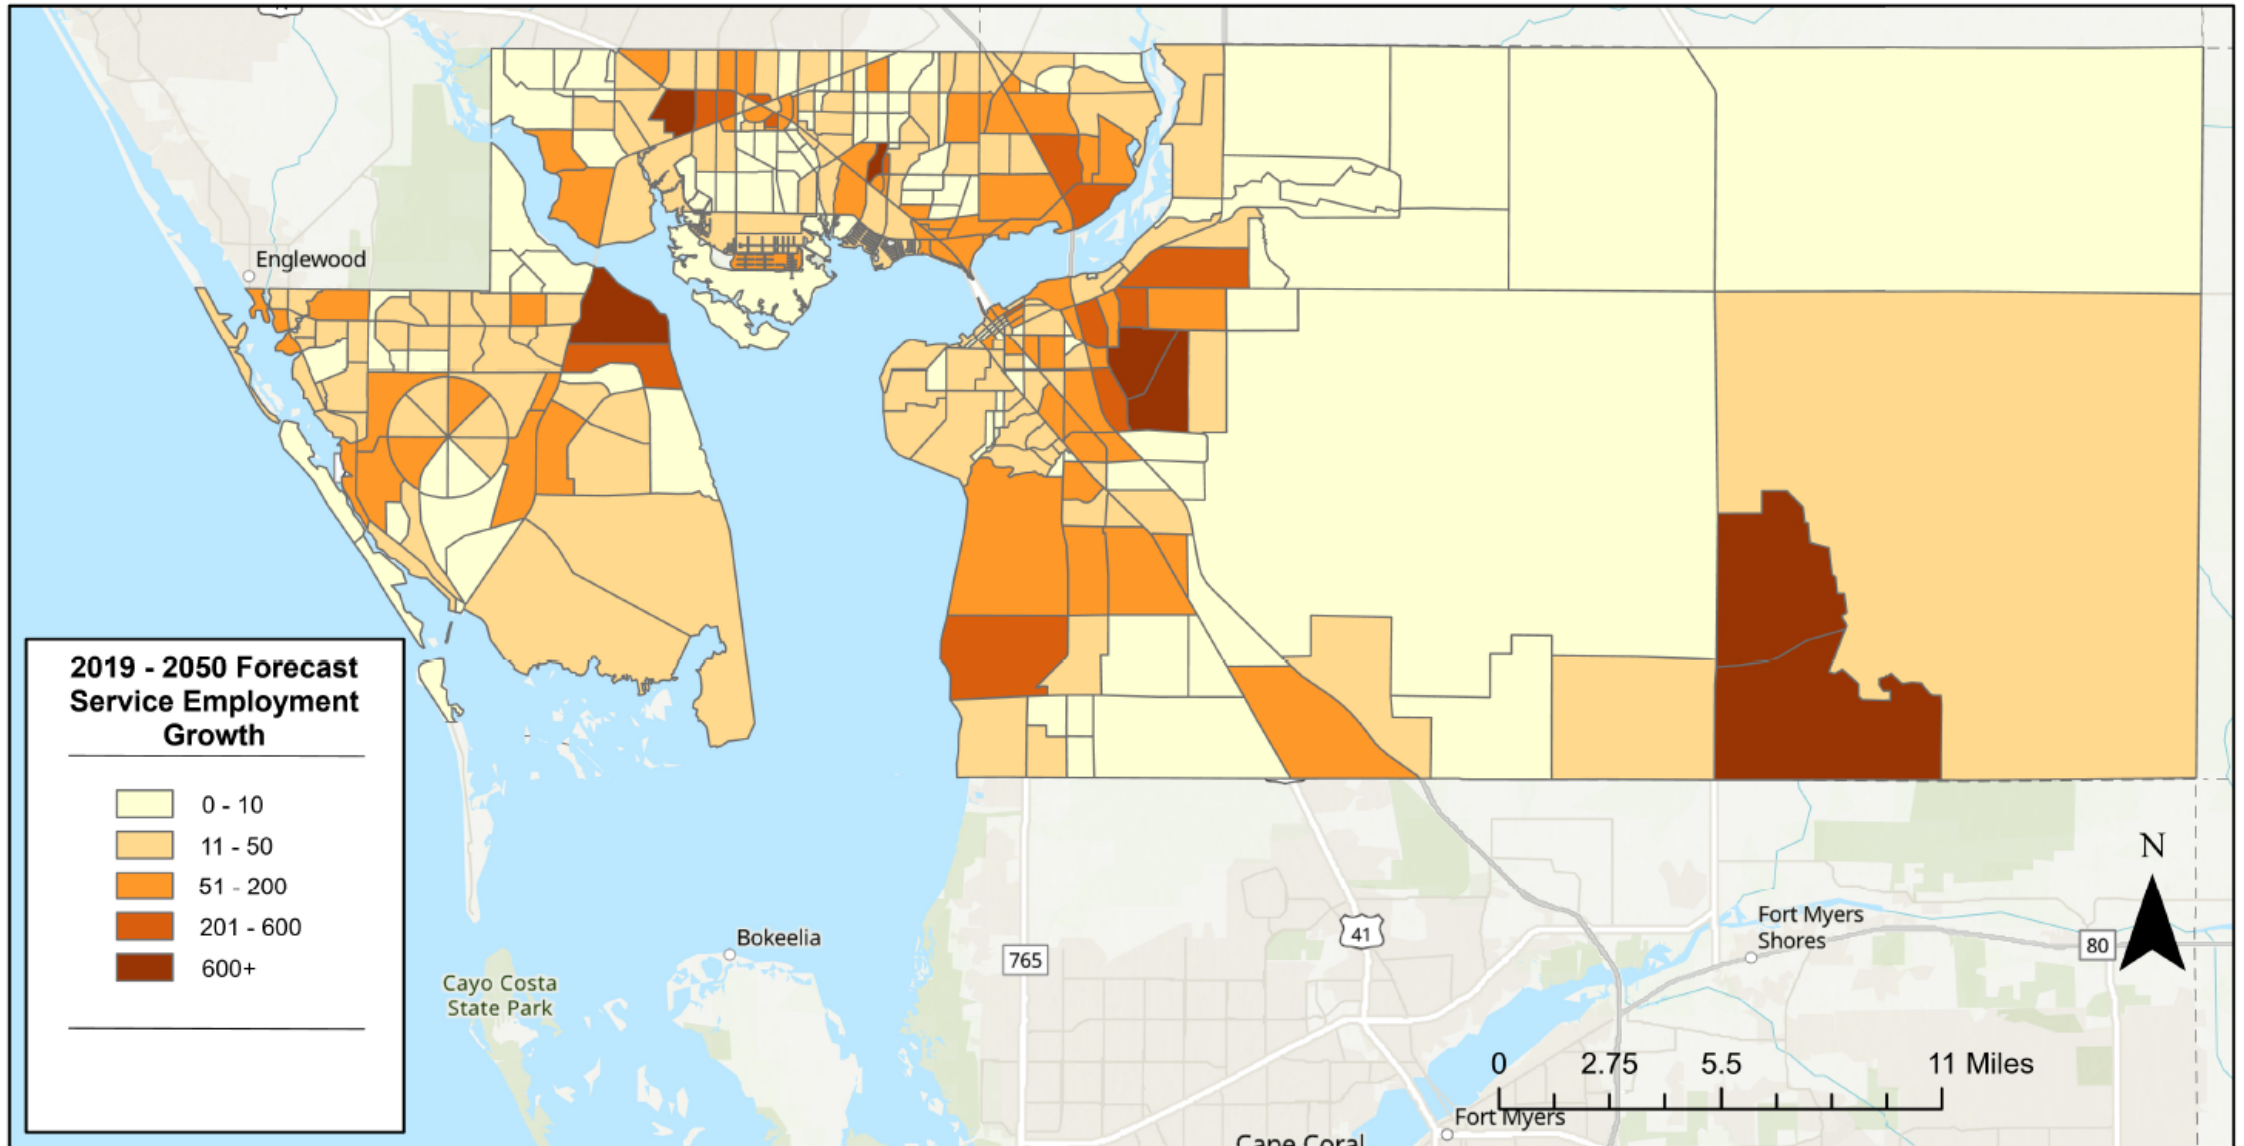 Englewood
2019 - 2050 Forecast
Service Employment
Growth
0 - 10
11 - 50
51 - 200
201 - 600
600+
Bokeelia
Cayo Costa
State Park
765
41
Fort Myers
Shores
80
N
0 2.75 5.5 11 Miles
Fort Myers
Cape Coral